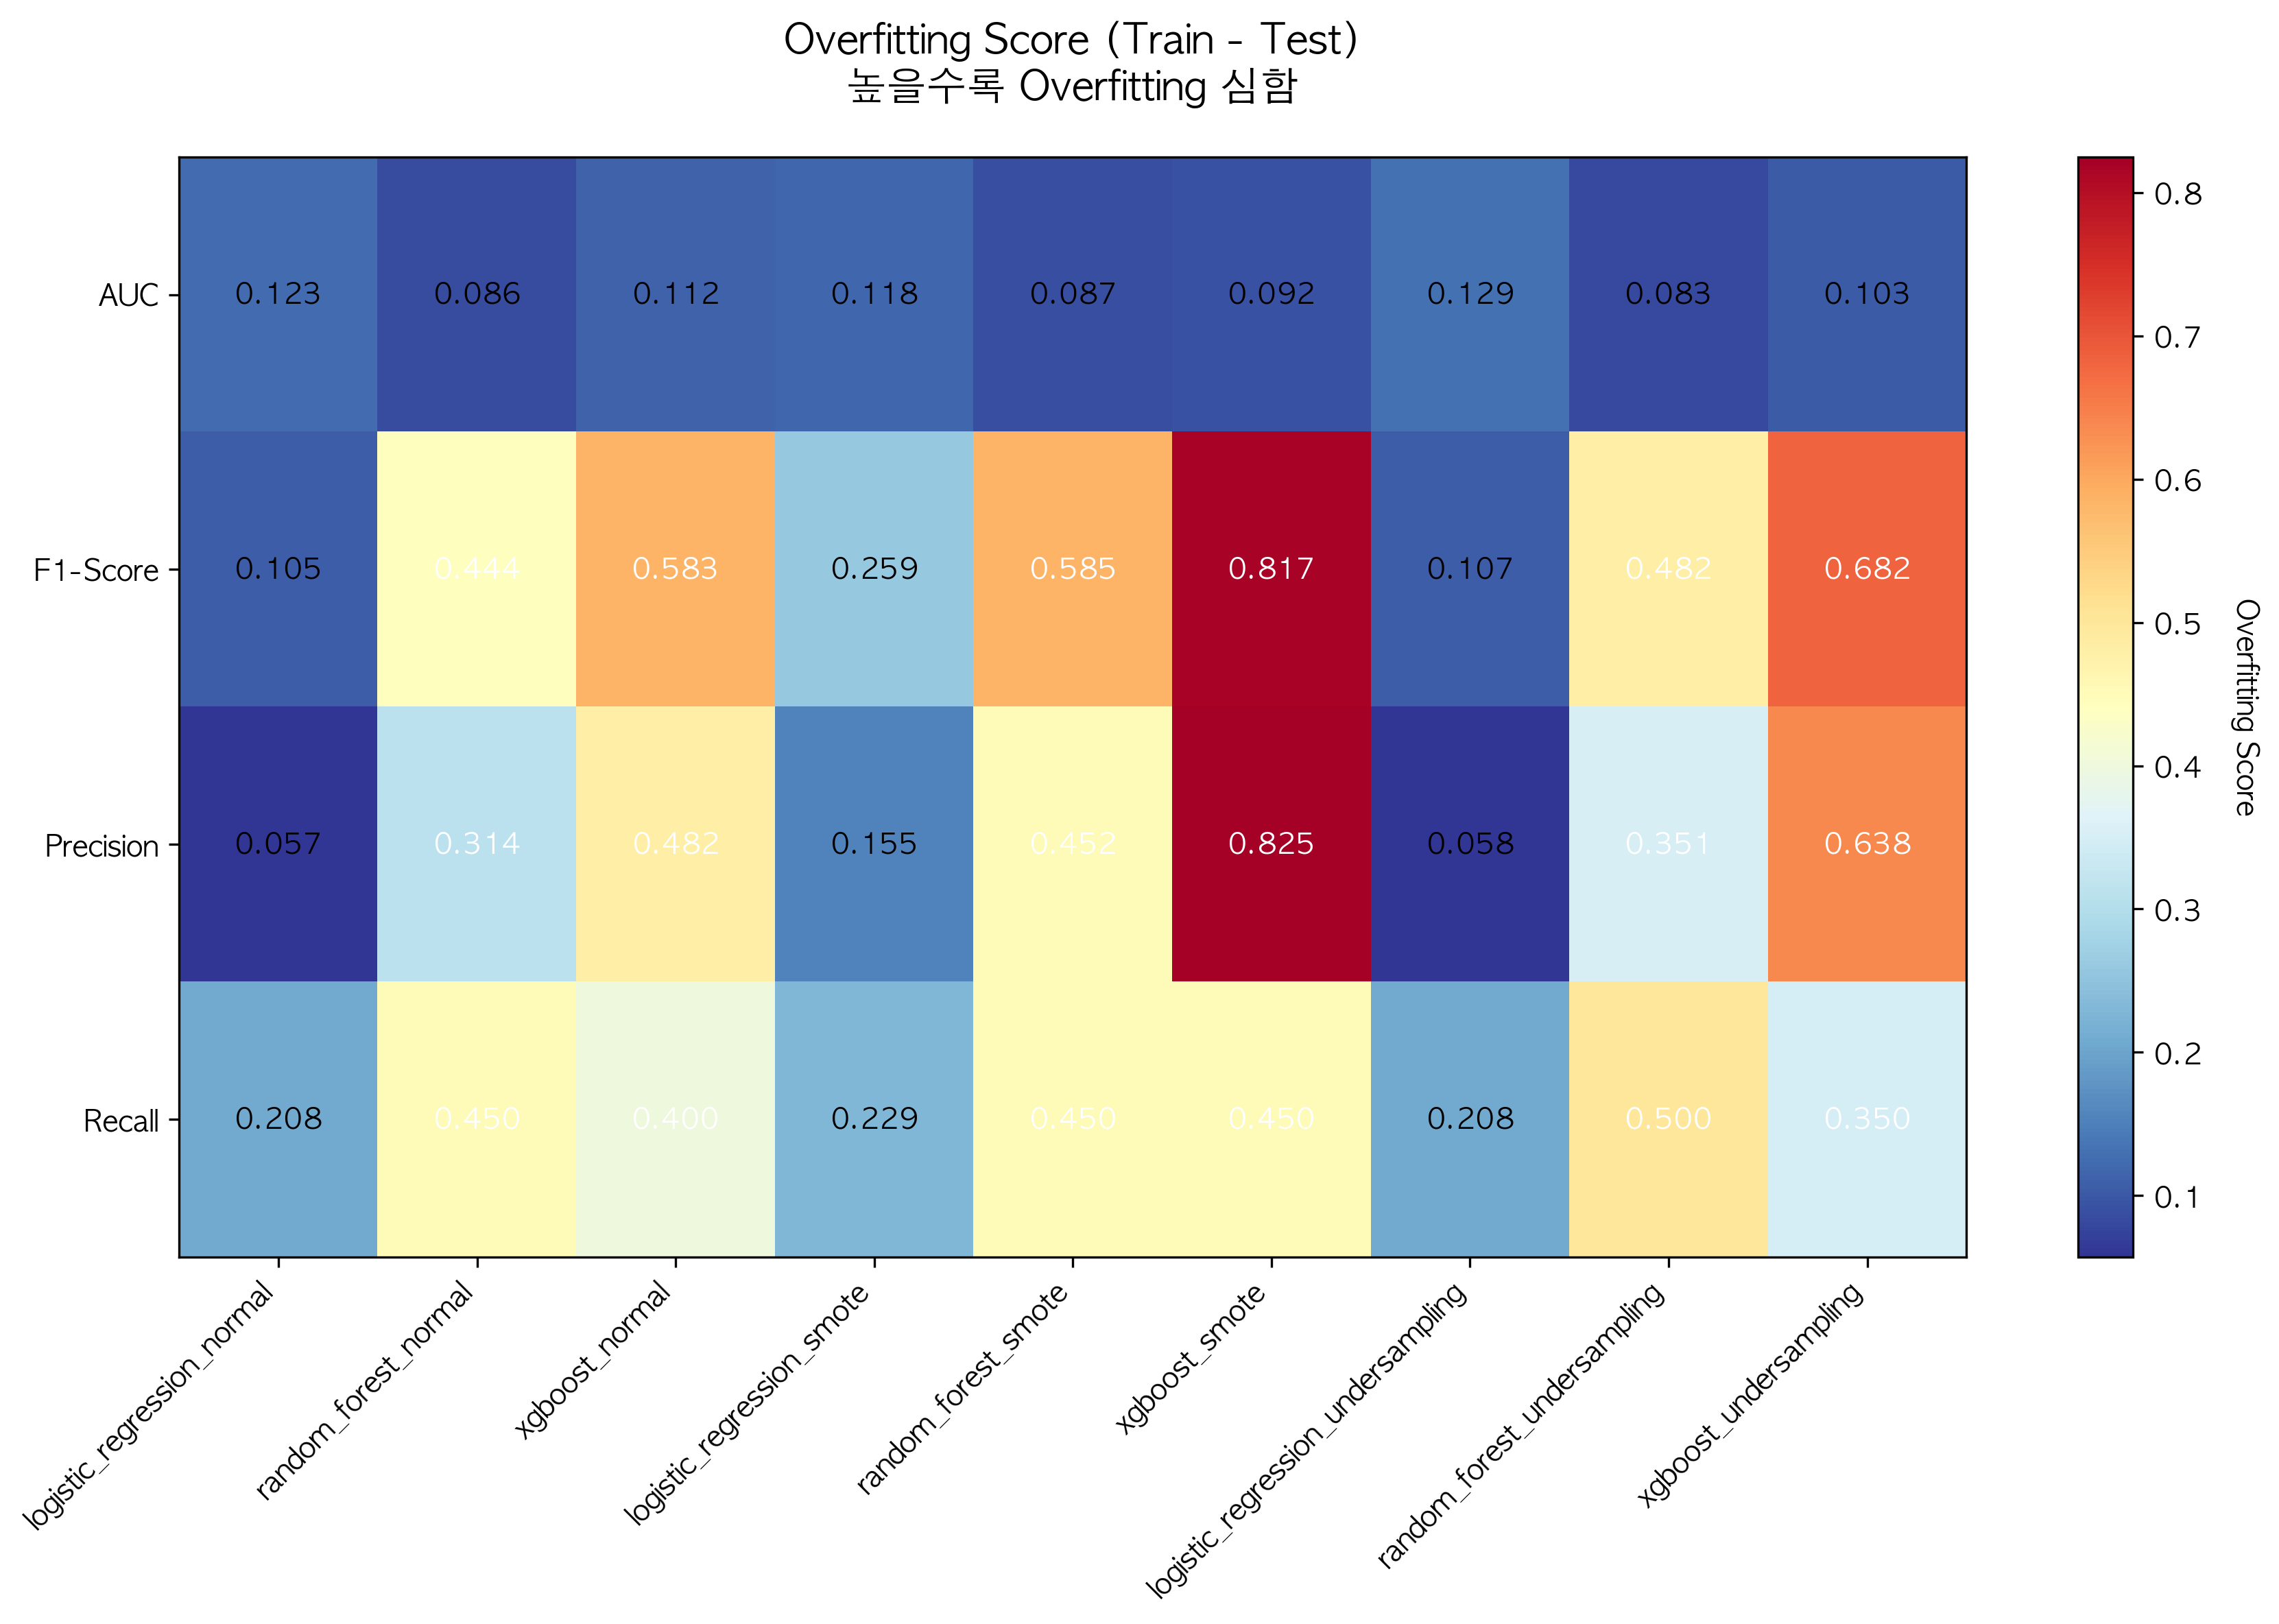 Overfitting Score (Train - Test)
높을수록 Overfitting 심함
AUC 0.123 0.086 0.112 0.118 0.087 0.092 0.129 0.083 0.103
F1-Score 0.105 0.444 0.583 0.259 0.585 0.817 0.107 0.482 0.682
Precision 0.057 0.314 0.482 0.155 0.452 0.825 0.058 0.351 0.638
Recall 0.208 0.450 0.400 0.229 0.450 0.450 0.208 0.500 0.350
logistic_regression_normal
random_forest_normal
xgboost_normal
logistic_regression_smote
random_forest_smote
xgboost_smote
logistic_regression_undersampling
random_forest_undersampling
xgboost_undersampling
0.8
0.7
0.6
0.5
0.4
0.3
0.2
0.1
Overfitting Score